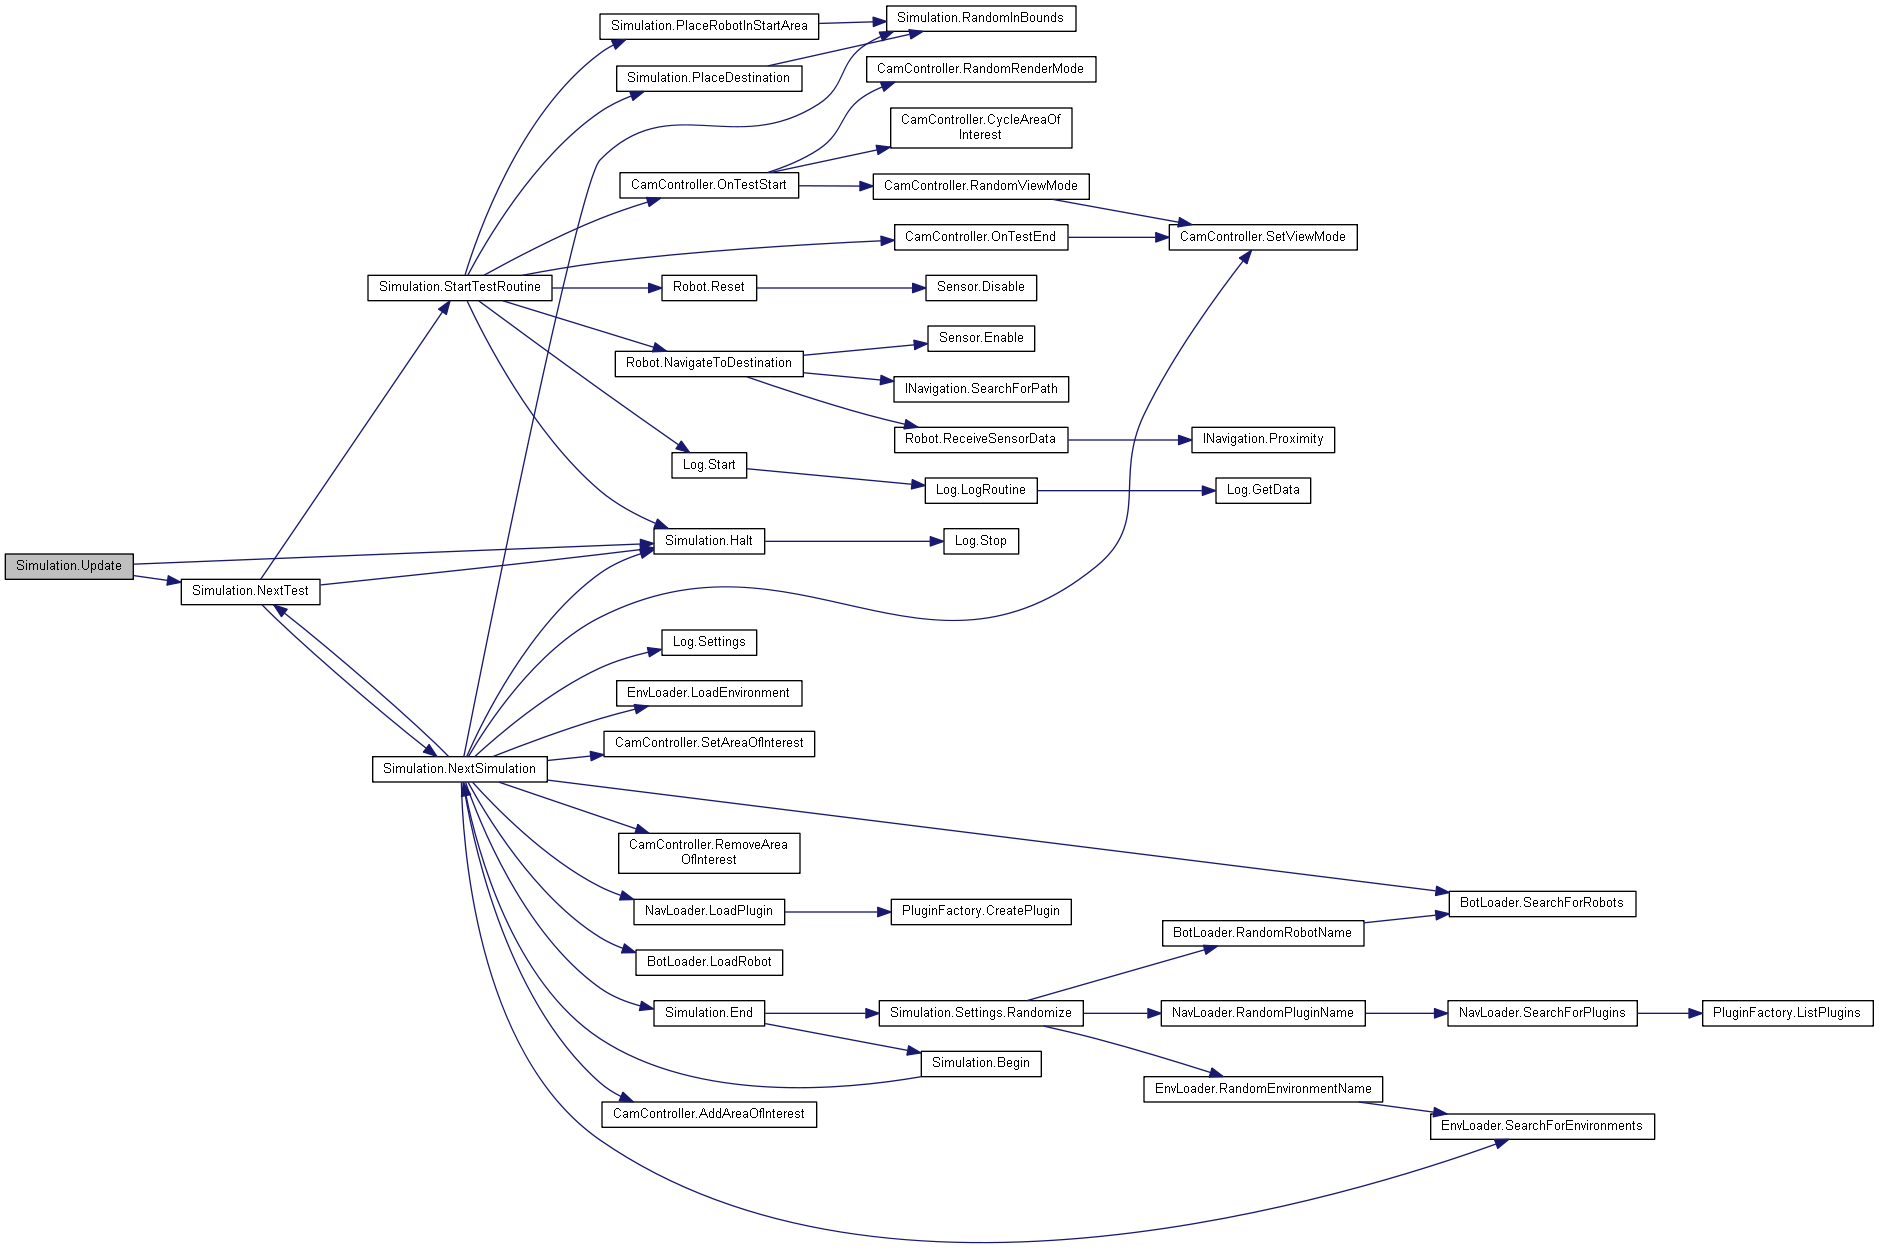 Simulation.PlaceRobotInStartArea
Simulation.RandomInBounds
Simulation.PlaceDestination
CamController.RandomRenderMode
CamController.CycleAreaOf
Interest
CamController.OnTestStart
CamController.RandomViewMode
CamController.OnTestEnd
CamController.SetViewMode
Simulation.StartTestRoutine
Robot.Reset
Sensor.Disable
Sensor.Enable
Robot.NavigateToDestination
INavigation.SearchForPath
Robot.ReceiveSensorData
INavigation.Proximity
Log.Start
Log.LogRoutine
Log.GetData
Simulation.Halt
Log.Stop
Simulation.Update
Simulation.NextTest
Log.Settings
EnvLoader.LoadEnvironment
CamController.SetAreaOfInterest
Simulation.NextSimulation
CamController.RemoveArea
OfInterest
NavLoader.LoadPlugin
PluginFactory.CreatePlugin
BotLoader.SearchForRobots
BotLoader.RandomRobotName
BotLoader.LoadRobot
Simulation.End
Simulation.Settings.Randomize
NavLoader.RandomPluginName
NavLoader.SearchForPlugins
PluginFactory.ListPlugins
Simulation.Begin
EnvLoader.RandomEnvironmentName
CamController.AddAreaOfInterest
EnvLoader.SearchForEnvironments